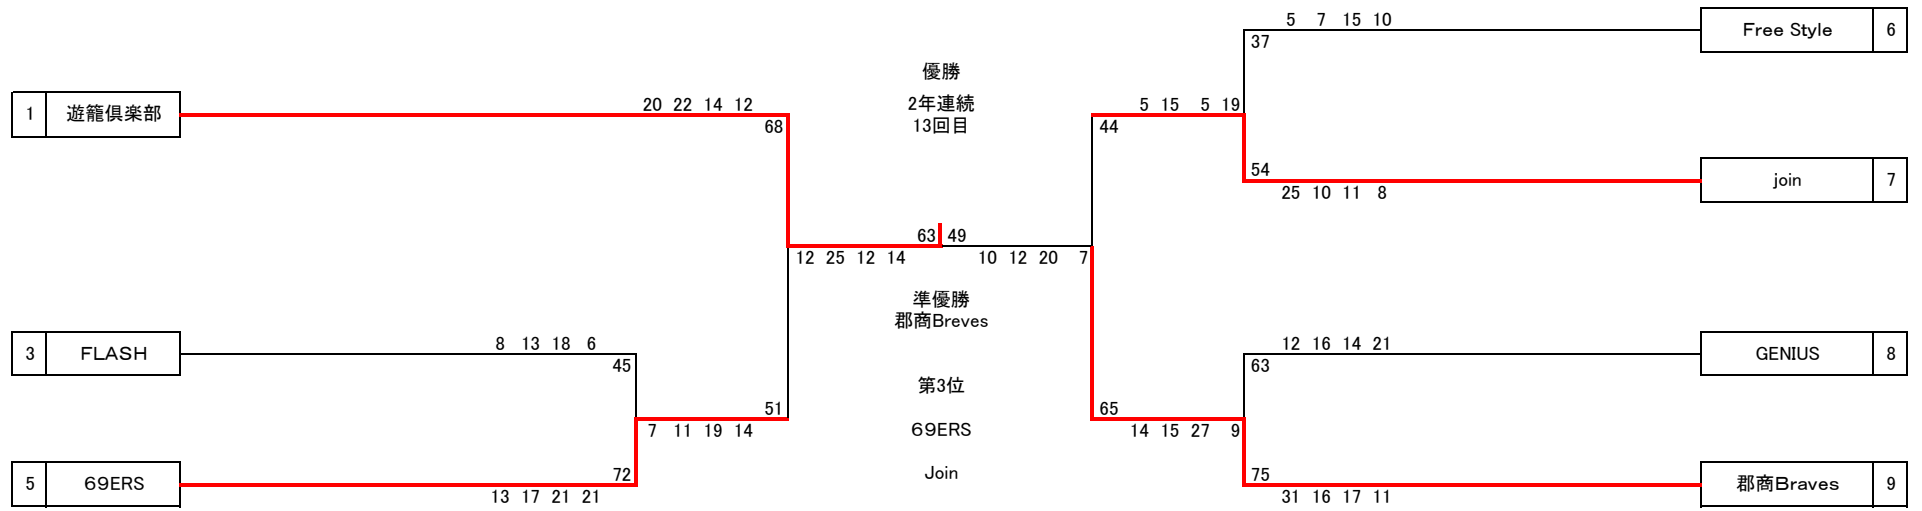 5 7 15 10
Free Style 6
37
優勝
1 遊籠倶楽部
20 22 14 12
2年連続
5 15 5 19
68
13回目
44
54
join 7
25 10 11 8
63 49
12 25 12 14
10 12 20 7
準優勝
郡商Breves
3 FLASH
8 13 18 6
12 16 14 21
GENIUS 8
45
63
第3位
51
65
7 11 19 14
69ERS
14 15 27 9
72
Join
75
5 69ERS
郡商Braves 9
13 17 21 21
31 16 17 11